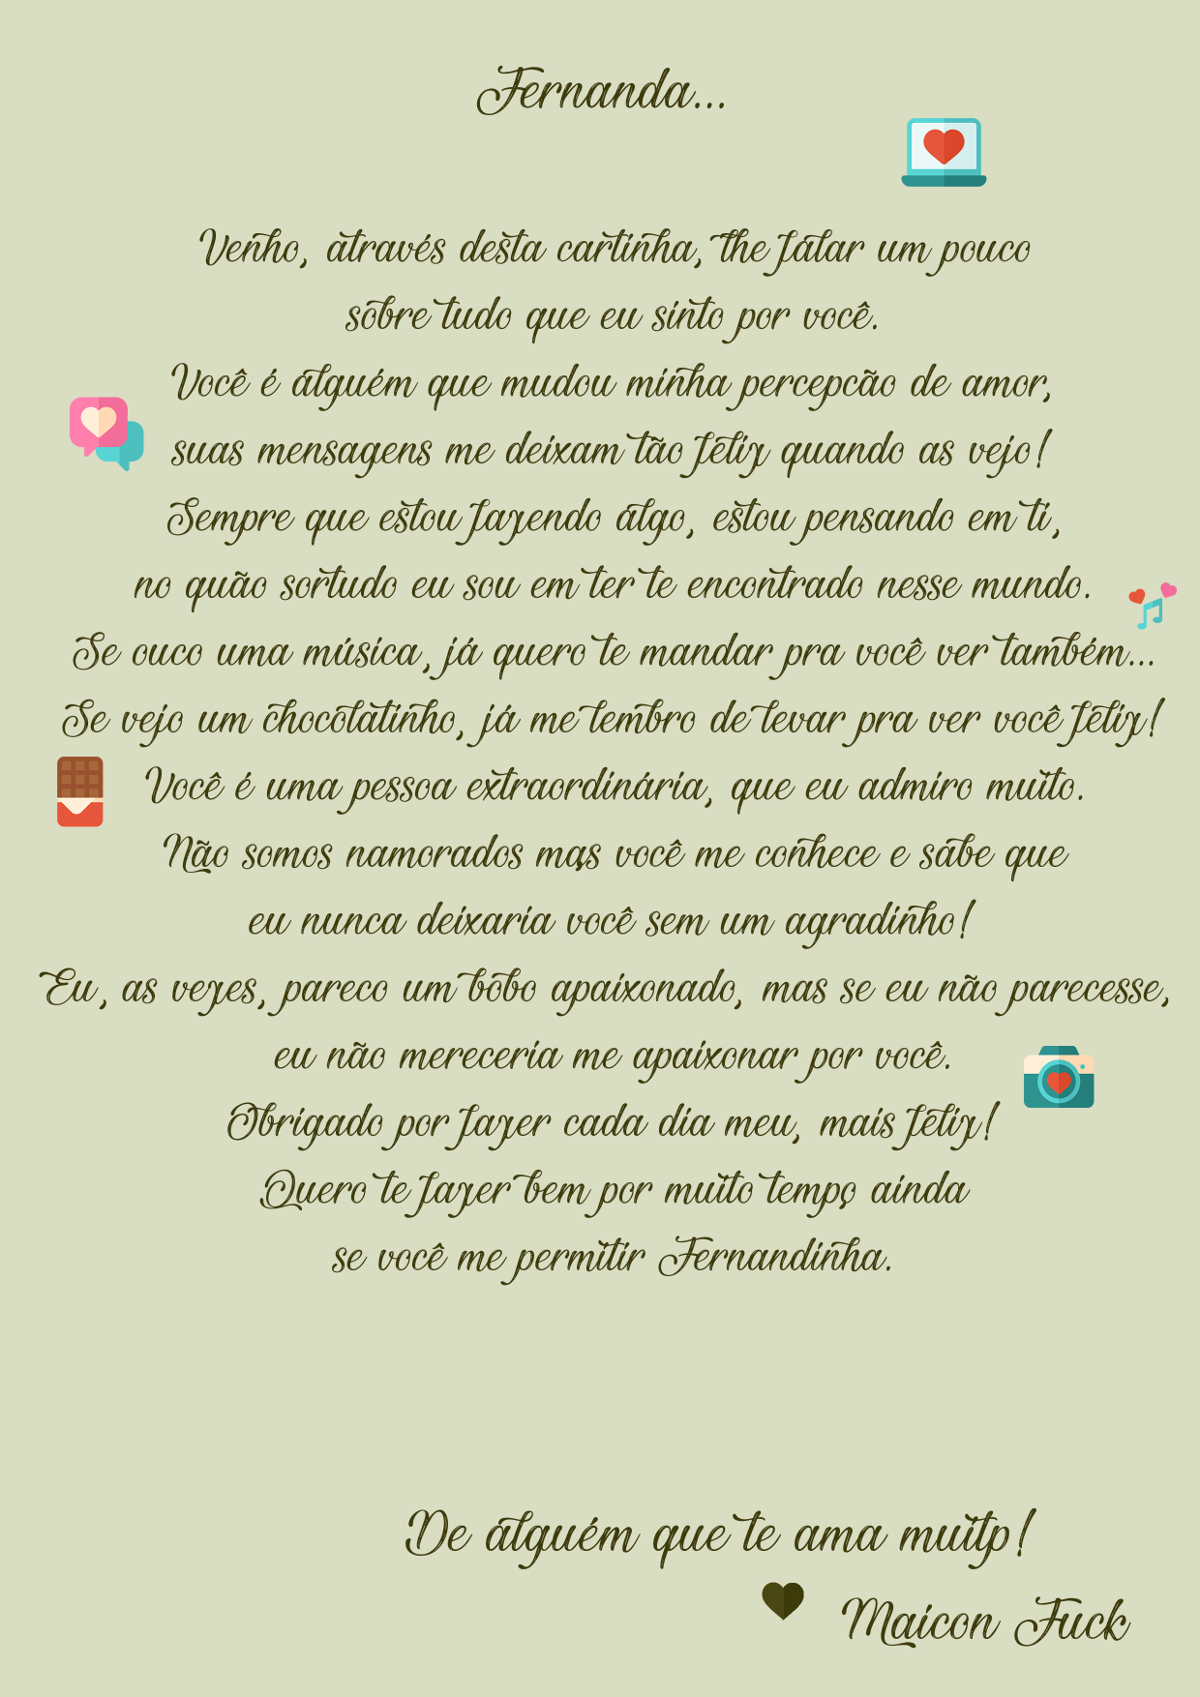 Fernanda...
Venho, através desta cartinha, lhe falar um pouco
sobre tudo que eu sinto por você.
Você é alguém que mudou minha percepcão de amor,
suas mensagens me deixam tão feliz quando as vejo!
Sempre que estou fazendo algo, estou pensando em ti,
no quão sortudo eu sou em ter te encontrado nesse mundo.
Se ouco uma música, já quero te mandar pra você ver também...
Se vejo um chocolatinho, já me lembro de levar pra ver você feliz!
Você é uma pessoa extraordinária, que eu admiro muito.
Não somos namorados mas você me conhece e sabe que
eu nunca deixaria você sem um agradinho!
Eu, as vezes, pareco um bobo apaixonado, mas se eu não parecesse,
eu não mereceria me apaixonar por você.
Obrigado por fazer cada dia meu, mais feliz!
Quero te fazer bem por muito tempo ainda
se você me permitir Fernandinha.
De alguém que te ama muitp!
Maicon Fuck